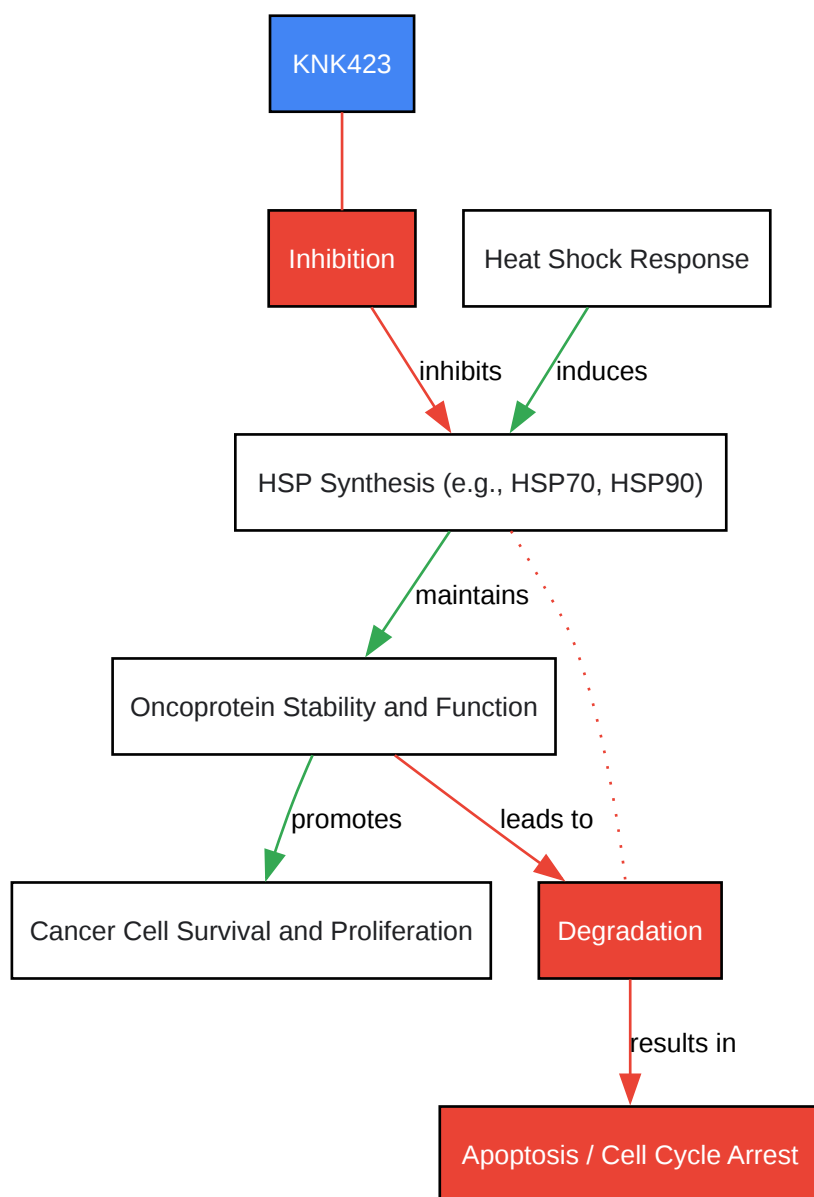 KNK423
Inhibition
Heat Shock Response
inhibits
induces
HSP Synthesis (e.g., HSP70, HSP90)
maintains
Oncoprotein Stability and Function
promotes
leads to
Cancer Cell Survival and Proliferation
Degradation
results in
Apoptosis / Cell Cycle Arrest